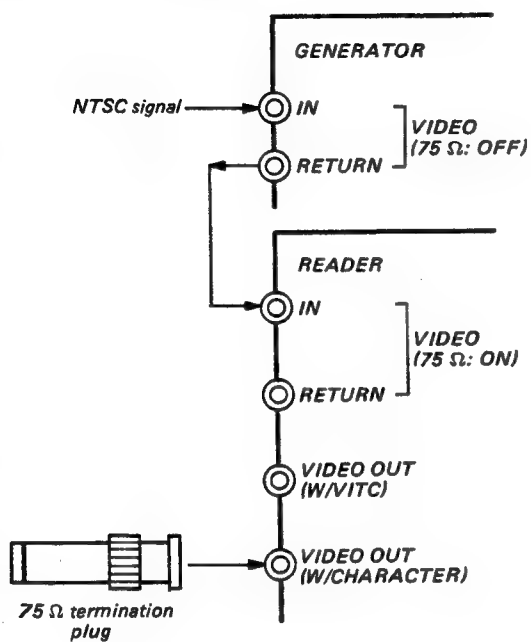 GENERATOR
NTSC signal
IN
VIDEO
(75 Ω: OFF)
RETURN
READER
IN
VIDEO
(75 Ω: ON)
RETURN
VIDEO OUT
(W/VITC)
VIDEO OUT
(W/CHARACTER)
75 Ω termination
plug